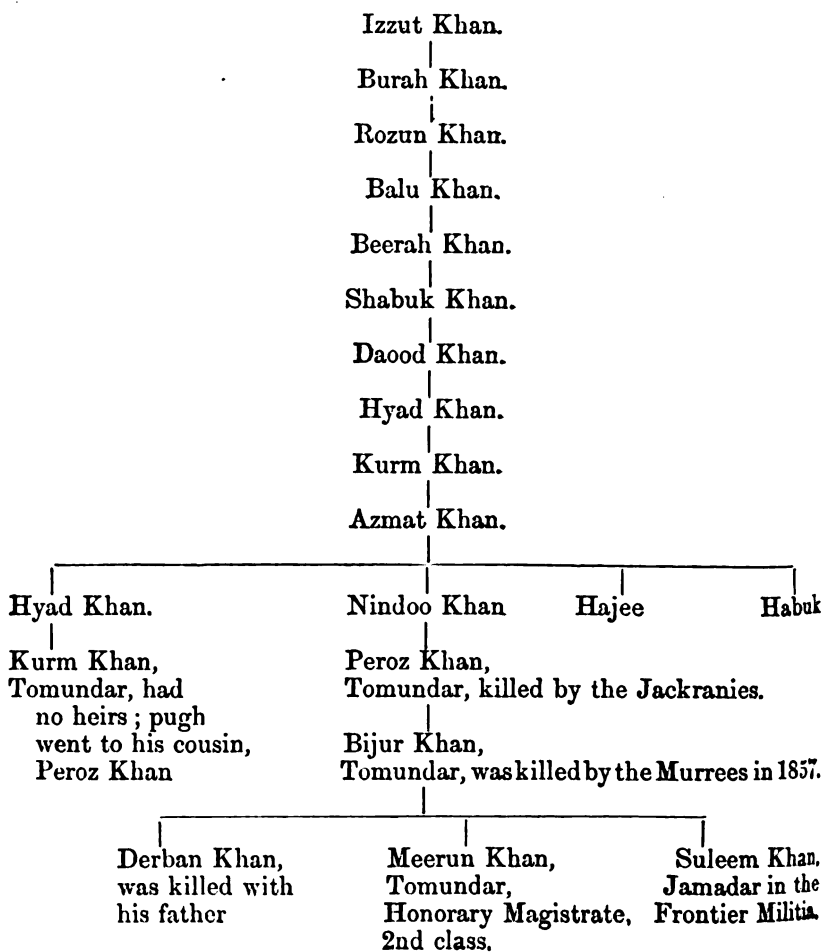 Izzut Khan.
Burah Khan.
Rozun Khan.
Balu Khan.
Beerah Khan.
Shabuk Khan.
Daood Khan.
Hyad Khan.
Kurm Khan.
Azmat Khan.
Hyad Khan. Nindoo Khan Hajee Habuk
Kurm Khan,
Tomundar, had
no heirs ; pugh
went to his cousin,
Peroz Khan
Peroz Khan,
Tomundar, killed by the Jackranies.
Bijur Khan,
Tomundar, was killed by the Murrees in 1857.
Derban Khan,
was killed with
his father
Meerun Khan,
Tomundar,
Honorary Magistrate,
2nd class,
Suleem Khan,
Jamadar in the
Frontier Militia.